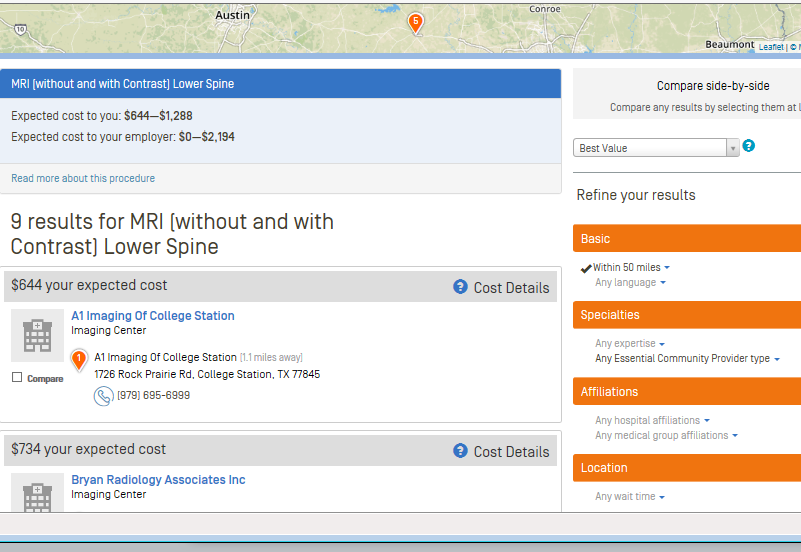 10
Austin
5
Conroe
Beaumont
Leaflet | ©
MRI (without and with Contrast) Lower Spine
Expected cost to you: $644—$1,288
Expected cost to your employer: $0—$2,194
Read more about this procedure
9 results for MRI (without and with
Contrast) Lower Spine
$644 your expected cost
? Cost Details
A1 Imaging Of College Station
Imaging Center
1
A1 Imaging Of College Station (1.1 miles away)
1726 Rock Prairie Rd, College Station, TX 77845
(979) 695-6999
Compare
$734 your expected cost
? Cost Details
Bryan Radiology Associates Inc
Imaging Center
Compare side-by-side
Compare any results by selecting them at
Best Value
?
Refine your results
Basic
Within 50 miles
Any language
Specialties
Any expertise
Any Essential Community Provider type
Affiliations
Any hospital affiliations
Any medical group affiliations
Location
Any wait time